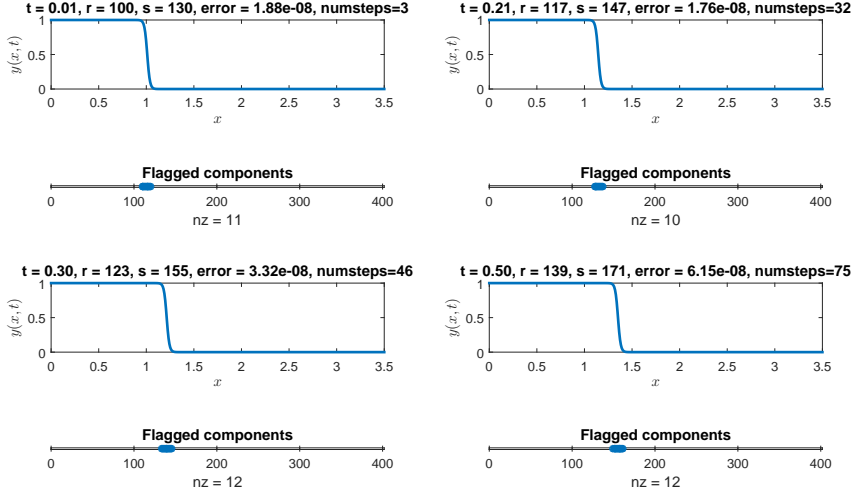 t = 0.01, r = 100, s = 130, error = 1.88e-08, numsteps=3
1
0.5
0
y(x, t)
0 0.5 1 1.5 2 2.5 3 3.5
x
Flagged components
0 100 200 300 400
nz = 11
t = 0.21, r = 117, s = 147, error = 1.76e-08, numsteps=32
1
0.5
0
y(x, t)
0 0.5 1 1.5 2 2.5 3 3.5
x
Flagged components
0 100 200 300 400
nz = 10
t = 0.30, r = 123, s = 155, error = 3.32e-08, numsteps=46
1
0.5
0
y(x, t)
0 0.5 1 1.5 2 2.5 3 3.5
x
Flagged components
0 100 200 300 400
nz = 12
t = 0.50, r = 139, s = 171, error = 6.15e-08, numsteps=75
1
0.5
0
y(x, t)
0 0.5 1 1.5 2 2.5 3 3.5
x
Flagged components
0 100 200 300 400
nz = 12